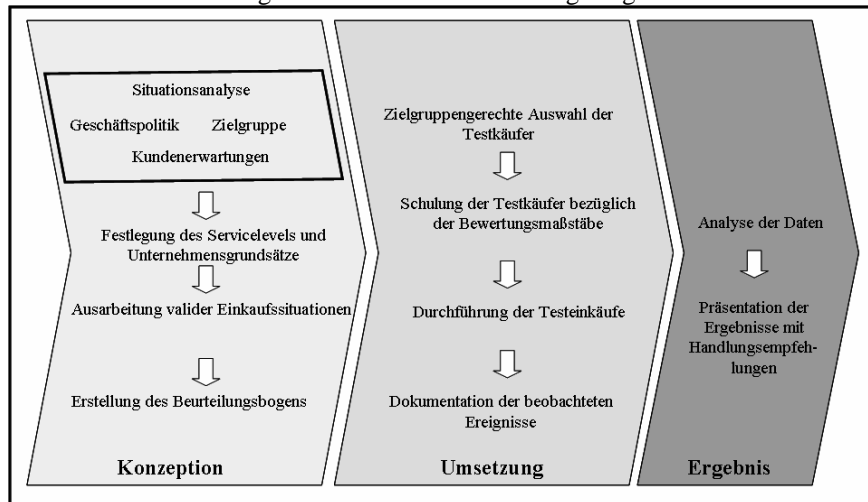 Situationsanalyse
Geschäftspolitik Zielgruppe
Kundenerwartungen
Festlegung des Servicelevels und
Unternehmensgrundsätze
Ausarbeitung valider Einkaufssituationen
Erstellung des Beurteilungsbogens
Konzeption
Zielgruppengerechte Auswahl der
Testkäufer
Schulung der Testkäufer bezüglich
der Bewertungsmaßstäbe
Durchführung der Testeinkäufe
Dokumentation der beobachteten
Ereignisse
Umsetzung
Analyse der Daten
Präsentation der
Ergebnisse mit
Handlungsempfeh-
lungen
Ergebnis